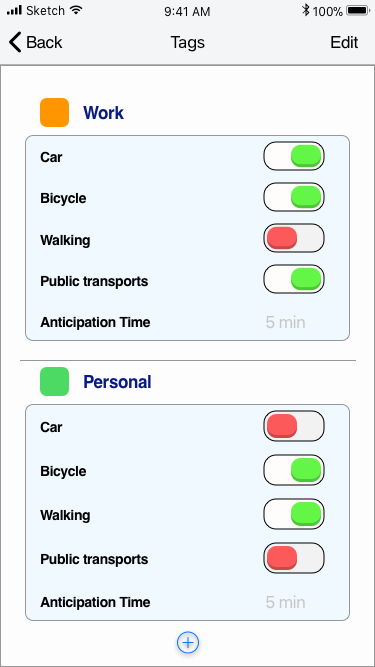 Sketch 9:41 AM 100%
Back Tags Edit
Work
Car
Bicycle
Walking
Public transports
Anticipation Time 5 min
Personal
Car
Bicycle
Walking
Public transports
Anticipation Time 5 min